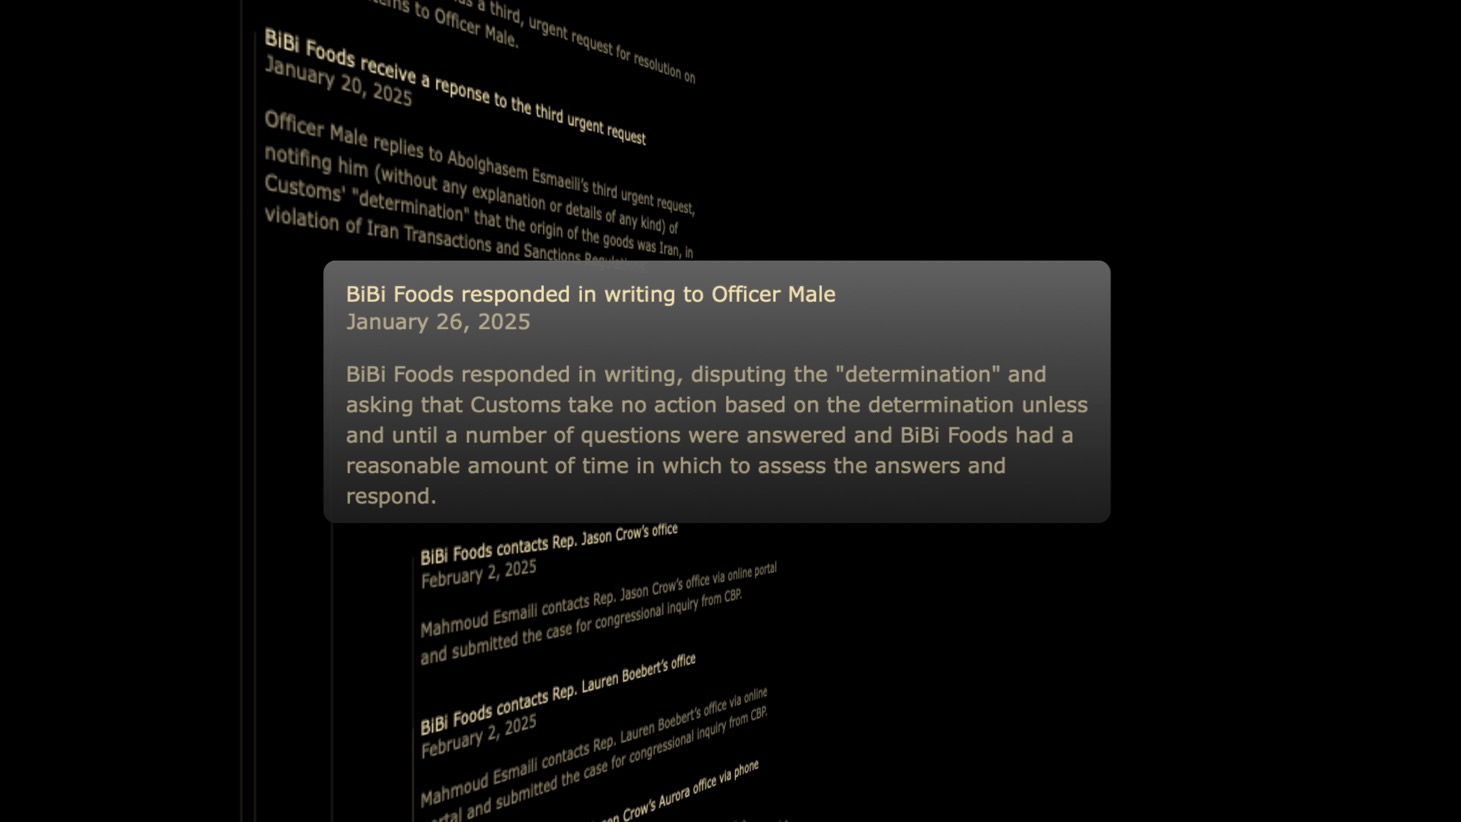 s a third, urgent request for resolution on
to Officer Male.
BiBi Foods receive a reponse to the third urgent request
January 20, 2025
Officer Male replies to Abolghasem Esmaeili's third urgent request,
notifing him (without any explanation or details of any kind) of
Customs' "determination" that the origin of the goods was Iran, in
violation of Iran Transactions and Sanctions
BiBi Foods responded in writing to Officer Male
January 26, 2025
BiBi Foods responded in writing, disputing the "determination" and
asking that Customs take no action based on the determination unless
and until a number of questions were answered and BiBi Foods had a
reasonable amount of time in which to assess the answers and
respond.
BiBi Foods contacts Rep. Jason Crow's office
February 2, 2025
Mahmoud Esmaili contacts Rep. Jason Crow's office via online portal
and submitted the case for congressional inquiry from CBP.
BiBi Foods contacts Rep. Lauren Boebert's office
February 2, 2025
Mahmoud Esmaili contacts Rep. Lauren Boebert's office via online
portal and submitted the case for congressional inquiry from CBP.
Crow's Aurora office via phone